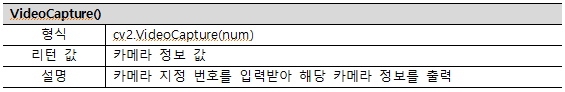 VideoCapture()
형식 cv2.VideoCapture(num)
리턴 값 카메라 정보 값
설명 카메라 지정 번호를 입력받아 해당 카메라 정보를 출력